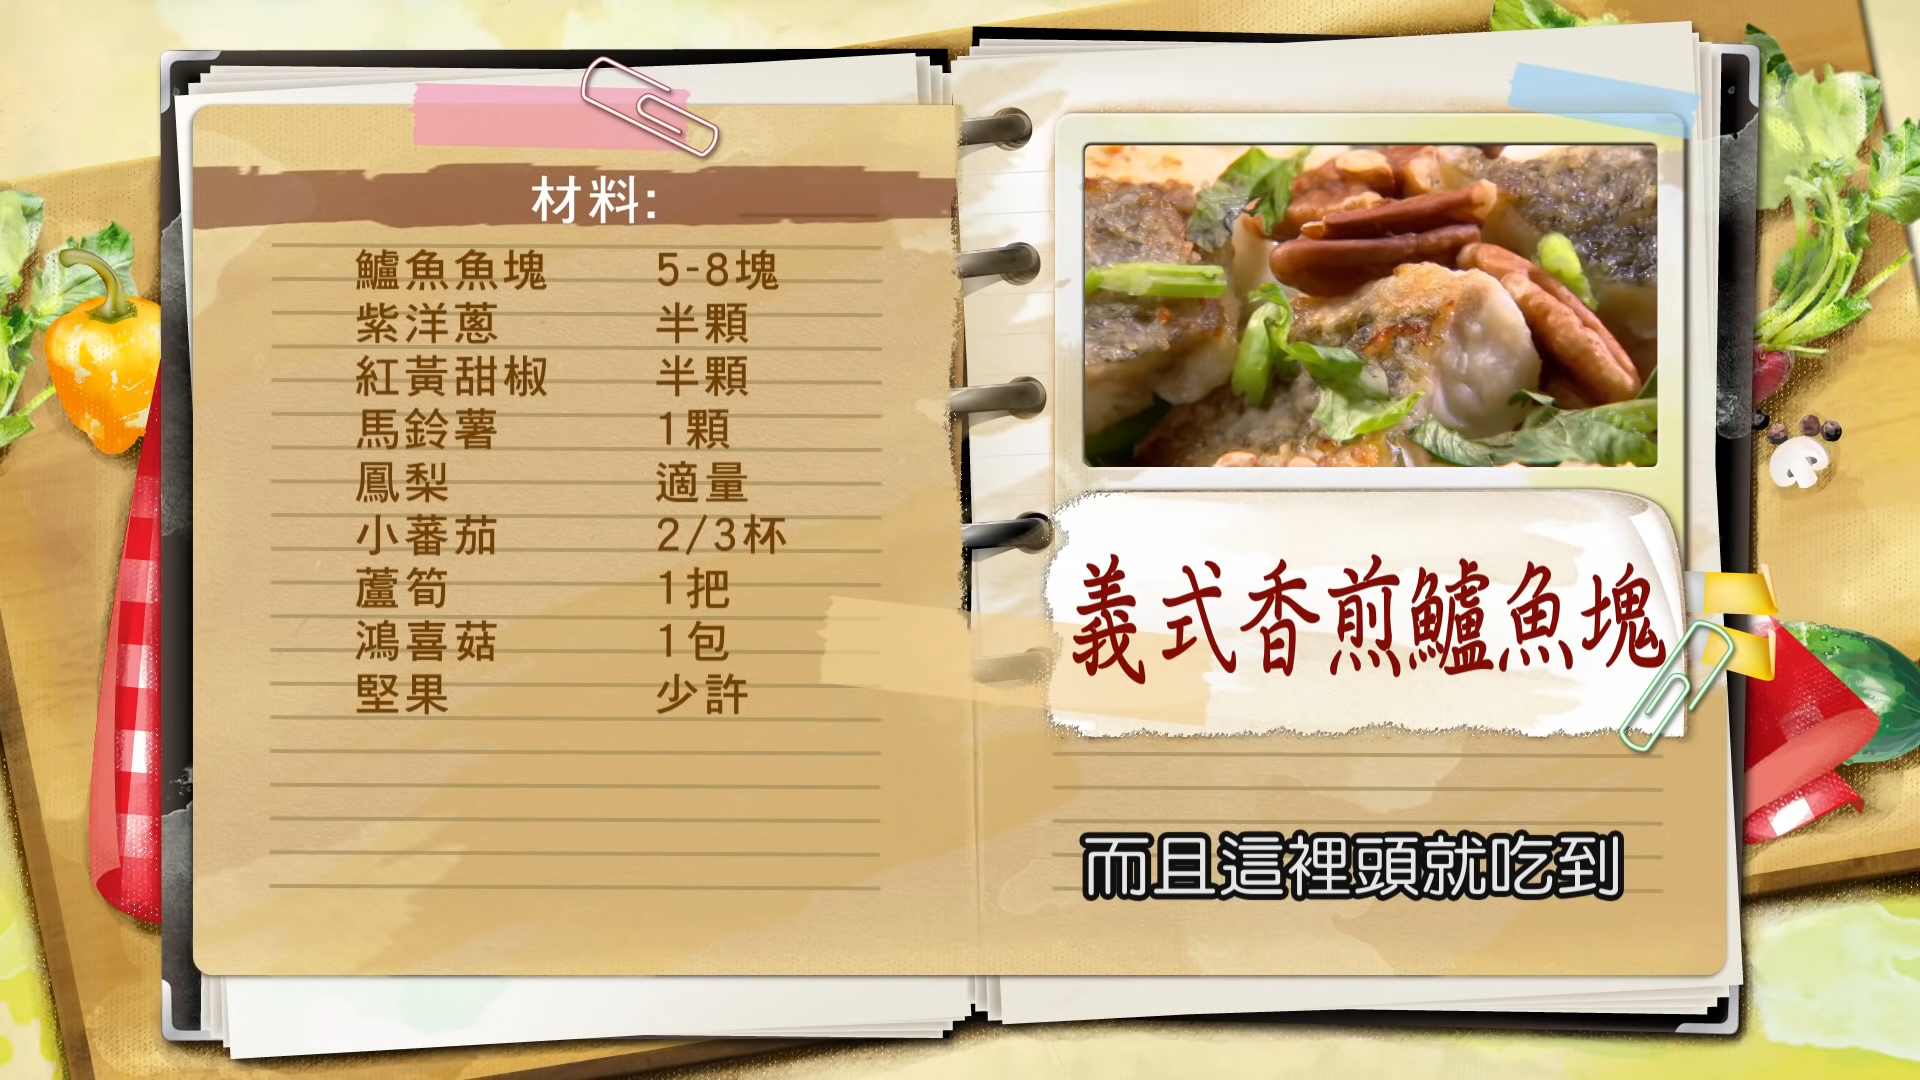 材料:
鱸魚魚塊 5-8塊
紫洋蔥 半顆
紅黃甜椒 半顆
馬鈴薯 1顆
鳳梨 適量
小蕃茄 2/3杯
蘆筍 1把
鴻喜菇 1包
堅果 少許
義式香煎鱸魚塊
而且這裡頭就吃到